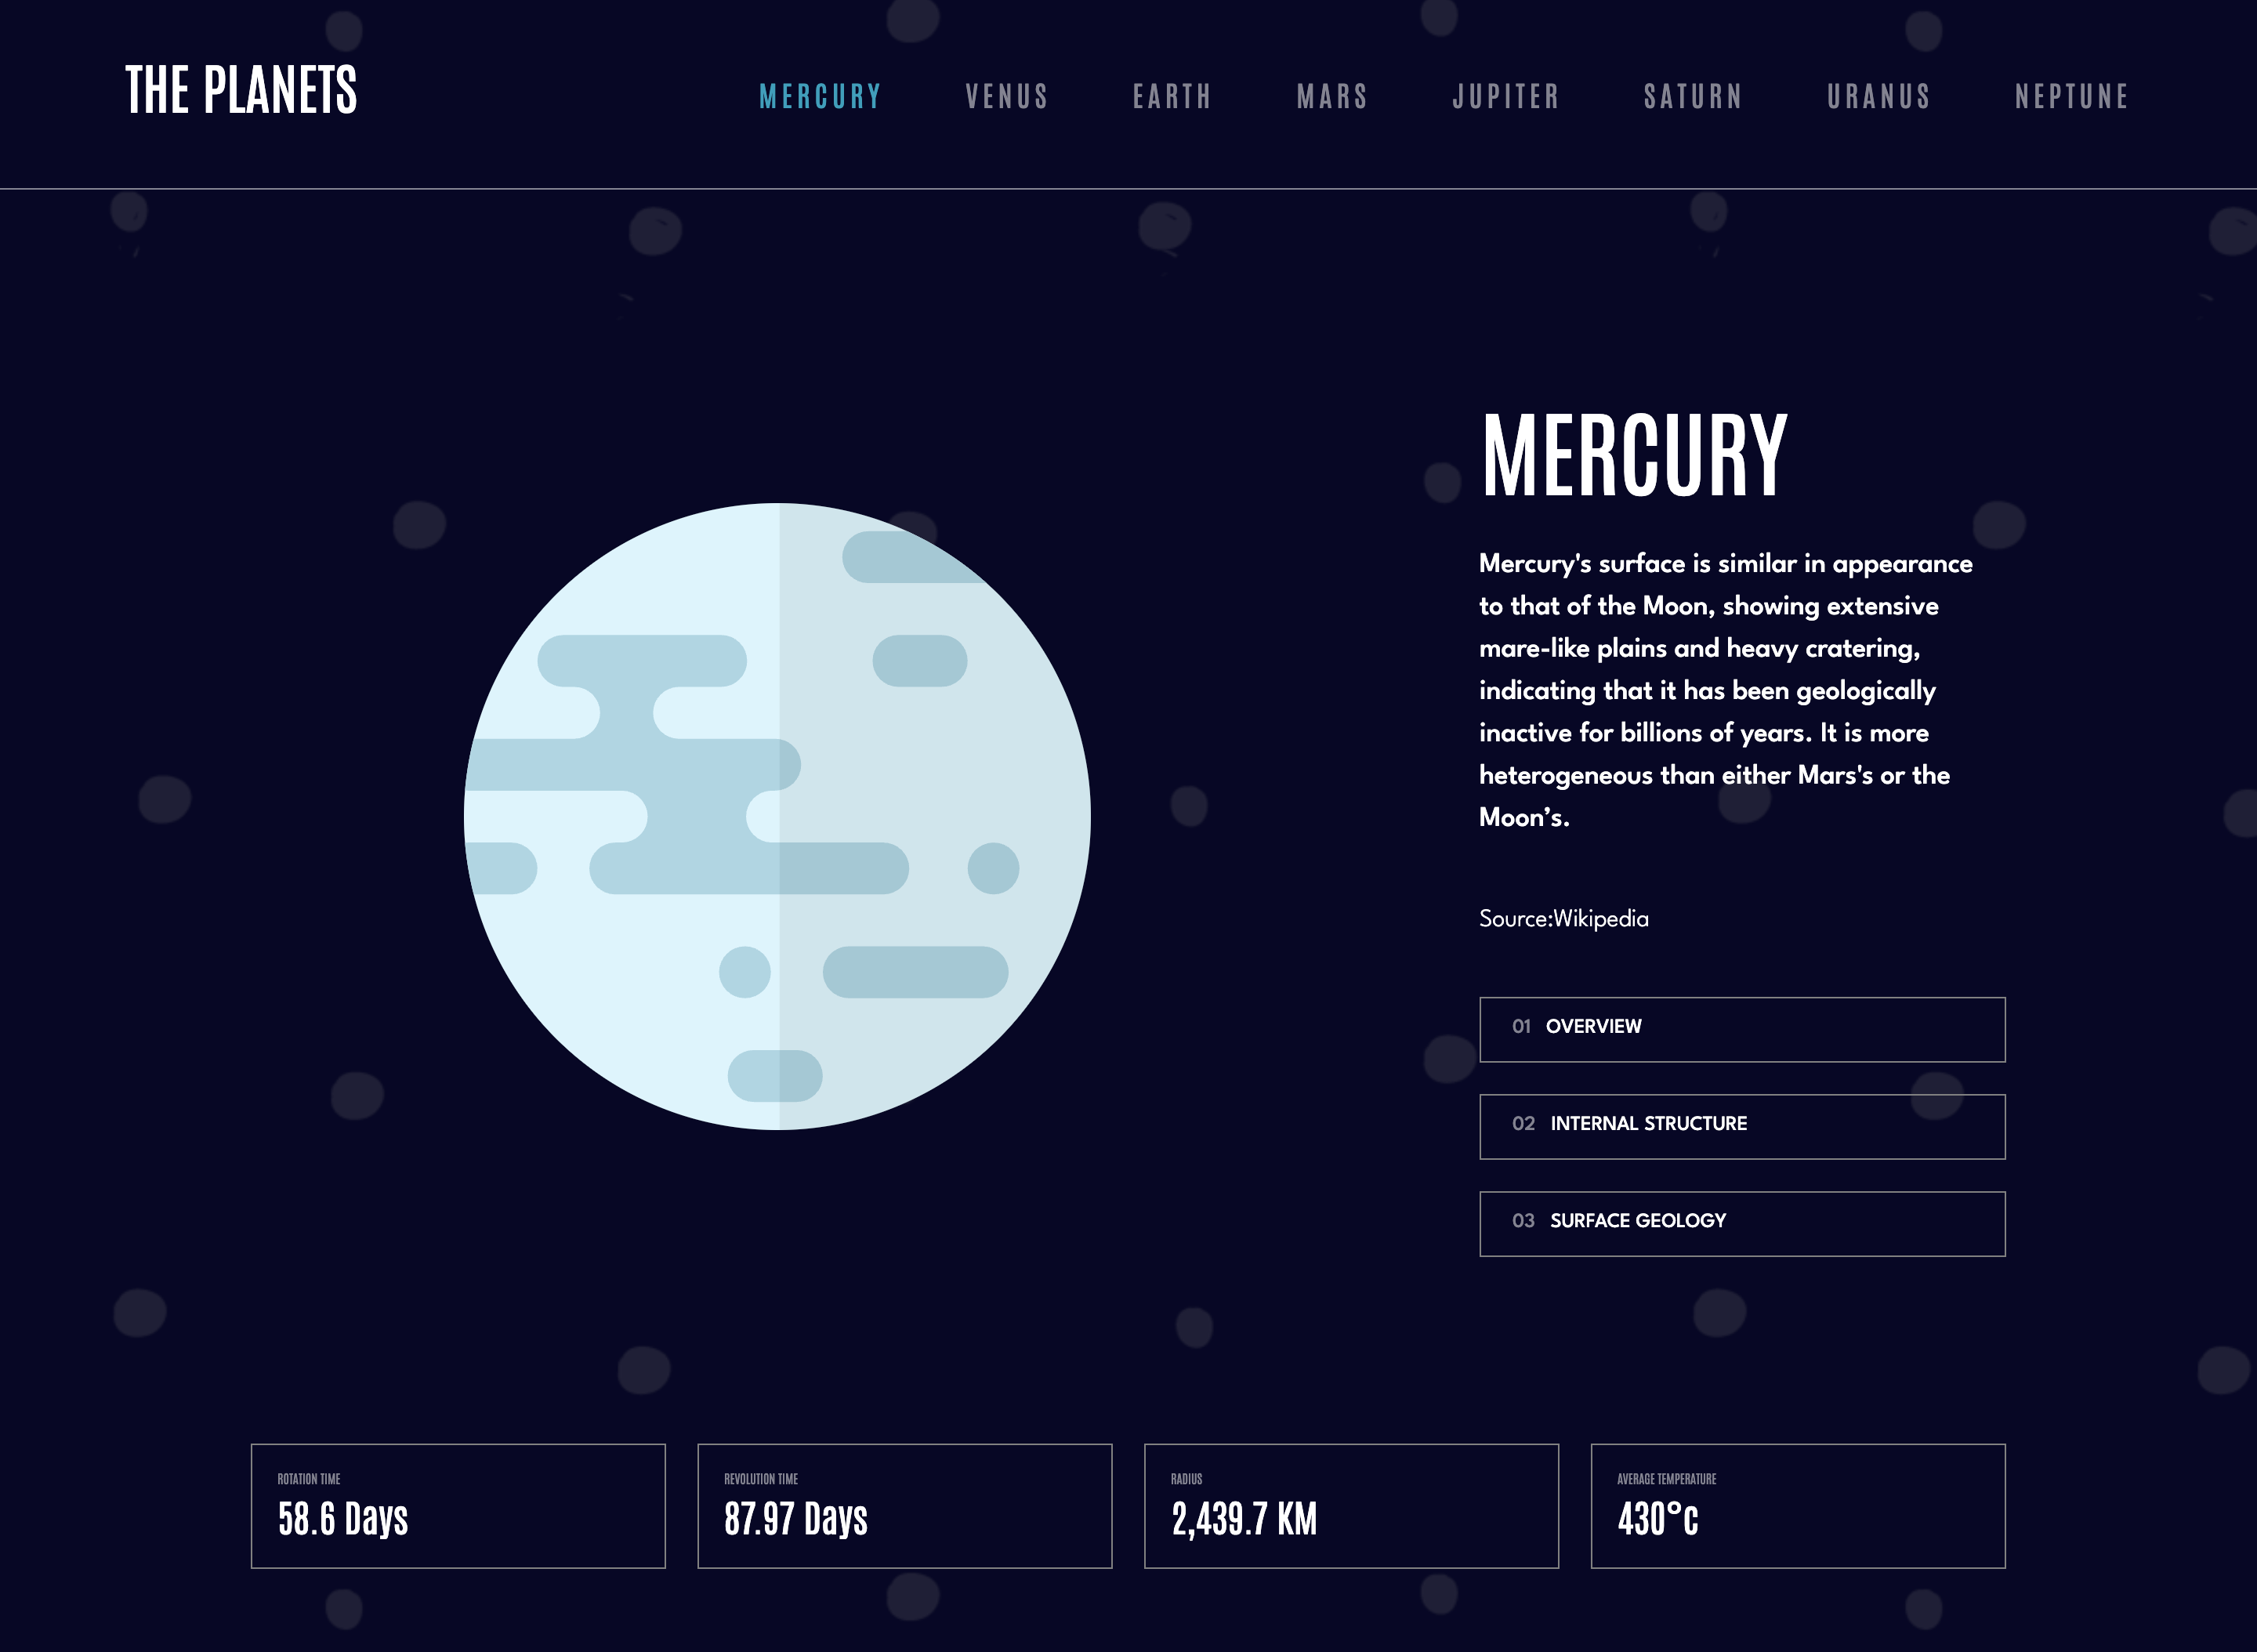 THE PLANETS
MERCURY VENUS EARTH MARS JUPITER SATURN URANUS NEPTUNE
MERCURY
Mercury's surface is similar in appearance
to that of the Moon, showing extensive
mare-like plains and heavy cratering,
indicating that it has been geologically
inactive for billions of years. It is more
heterogeneous than either Mars's or the
Moon’s.
Source:Wikipedia
01 OVERVIEW
02 INTERNAL STRUCTURE
03 SURFACE GEOLOGY
ROTATION TIME
58.6 Days
REVOLUTION TIME
87.97 Days
RADIUS
2,439.7 KM
AVERAGE TEMPERATURE
430°c